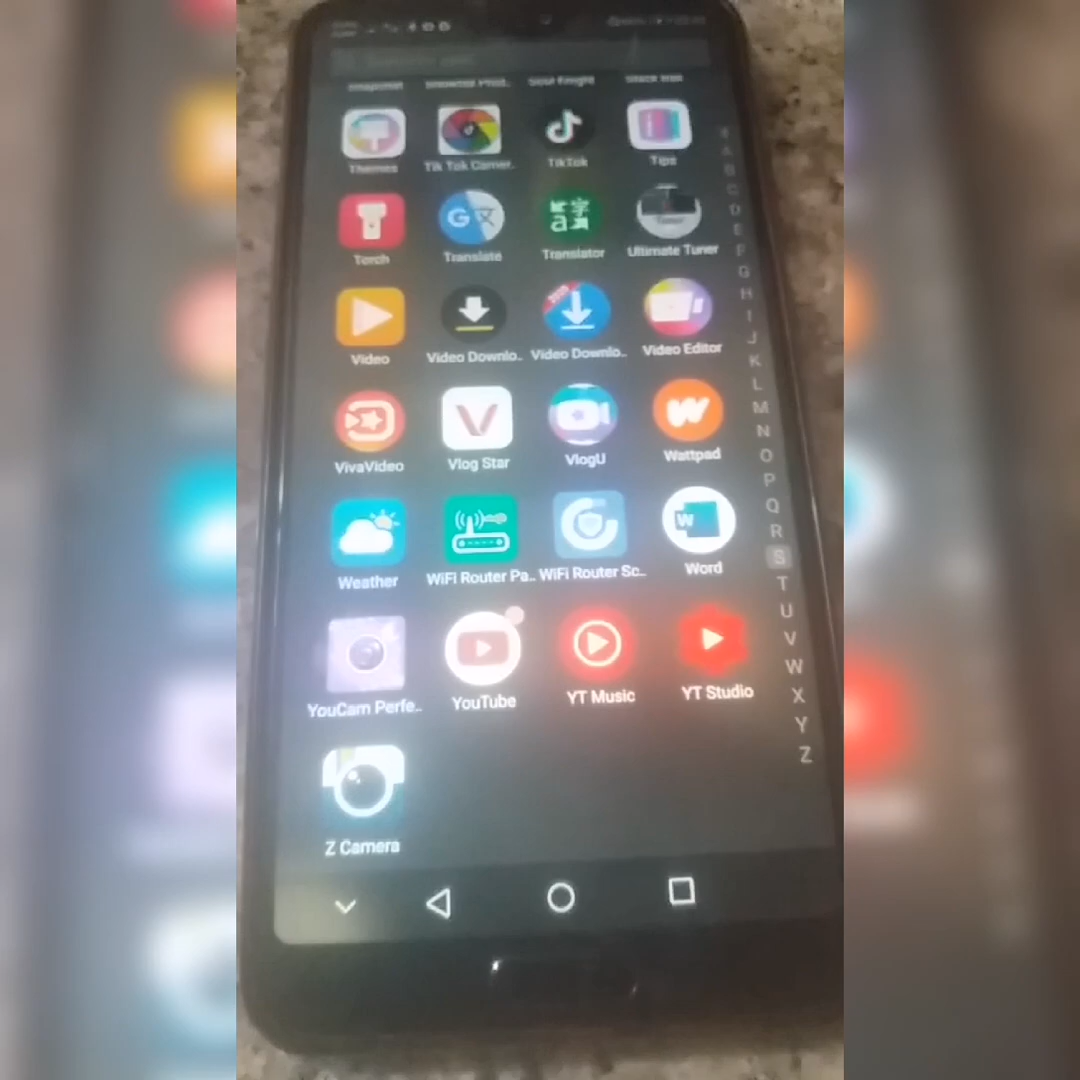 Themes Tik Tok Camer.. TikTok Tips
Torch Translate Translator Ultimate Tuner
Video Video Downlo.. Video Downlo.. Video Editor
VivaVideo Vlog Star VlogU Wattpad
Weather WiFi Router Pa.. WiFi Router Sc.. Word
YouCam Perfe.. YouTube YT Music YT Studio
Z Camera
A
B
C
D
E
F
G
H
I
J
K
L
M
N
O
P
Q
R
S
T
U
V
W
X
Y
Z